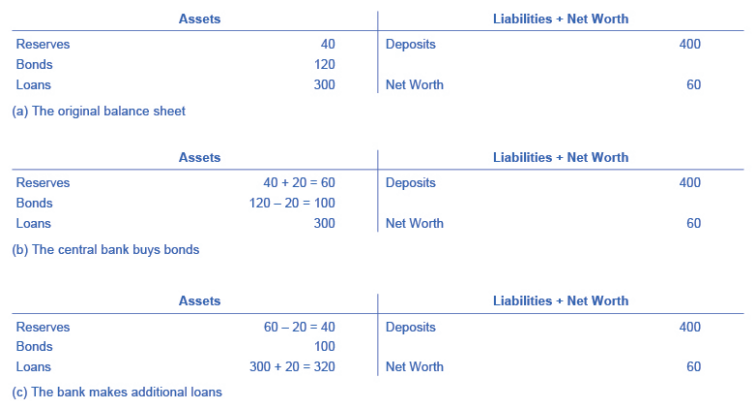 Assets Liabilities + Net Worth
Reserves 40 Deposits 400
Bonds 120
Loans 300 Net Worth 60
(a) The original balance sheet
Assets Liabilities + Net Worth
Reserves 40 + 20 = 60 Deposits 400
Bonds 120 – 20 = 100
Loans 300 Net Worth 60
(b) The central bank buys bonds
Assets Liabilities + Net Worth
Reserves 60 – 20 = 40 Deposits 400
Bonds 100
Loans 300 + 20 = 320 Net Worth 60
(c) The bank makes additional loans